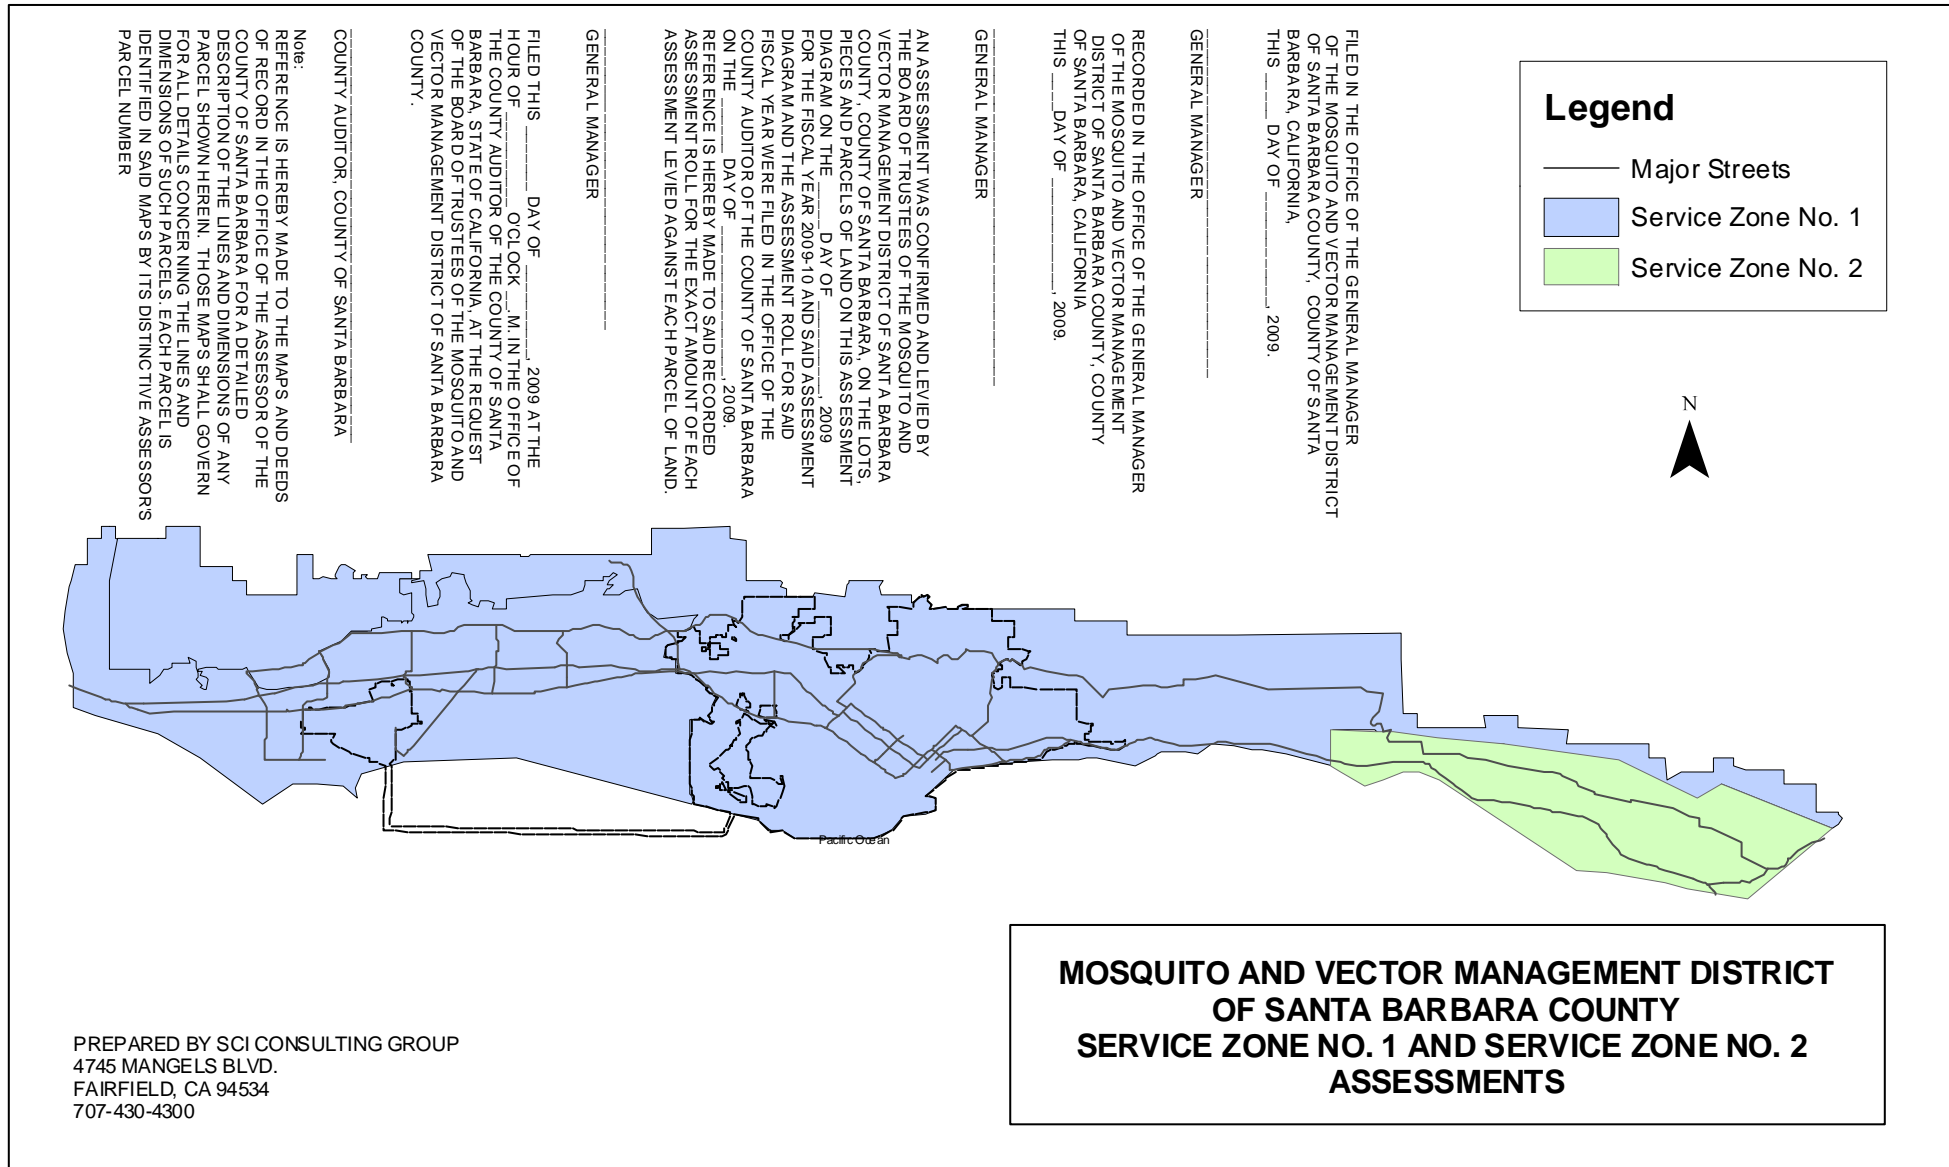 FILED IN THE OFFICE OF THE GENERAL MANAGER
OF THE MOSQUITO AND VECTOR MANAGEMENT DISTRICT
OF SANTA BARBARA COUNTY, COUNTY OF SANTA
BARBARA, CALIFORNIA,
THIS ____ DAY OF __________, 2009.
GENERAL MANAGER
RECORDED IN THE OFFICE OF THE GENERAL MANAGER
OF THE MOSQUITO AND VECTOR MANAGEMENT
DISTRICT OF SANTA BARBARA COUNTY, COUNTY
OF SANTA BARBARA, CALIFORNIA
THIS ____ DAY OF __________, 2009.
GENERAL MANAGER
AN ASSESSMENT WAS CONFIRMED AND LEVIED BY
THE BOARD OF TRUSTEES OF THE MOSQUITO AND
VECTOR MANAGEMENT DISTRICT OF SANTA BARBARA
COUNTY, COUNTY OF SANTA BARBARA, ON THE LOTS,
PIECES AND PARCELS OF LAND ON THIS ASSESSMENT
DIAGRAM ON THE _____ DAY OF __________, 2009
FOR THE FISCAL YEAR 2009-10 AND SAID ASSESSMENT
DIAGRAM AND THE ASSESSMENT ROLL FOR SAID
FISCAL YEAR WERE FILED IN THE OFFICE OF THE
COUNTY AUDITOR OF THE COUNTY OF SANTA BARBARA
ON THE _____ DAY OF __________, 2009.
REFERENCE IS HEREBY MADE TO SAID RECORDED
ASSESSMENT ROLL FOR THE EXACT AMOUNT OF EACH
ASSESSMENT LEVIED AGAINST EACH PARCEL OF LAND.
GENERAL MANAGER
FILED THIS ______ DAY OF ________, 2009 AT THE
HOUR OF ______ O'CLOCK __M. IN THE OFFICE OF
THE COUNTY AUDITOR OF THE COUNTY OF SANTA
BARBARA, STATE OF CALIFORNIA, AT THE REQUEST
OF THE BOARD OF TRUSTEES OF THE MOSQUITO AND
VECTOR MANAGEMENT DISTRICT OF SANTA BARBARA
COUNTY.
COUNTY AUDITOR, COUNTY OF SANTA BARBARA
Note:
REFERENCE IS HEREBY MADE TO THE MAPS AND DEEDS
OF RECORD IN THE OFFICE OF THE ASSESSOR OF THE
COUNTY OF SANTA BARBARA FOR A DETAILED
DESCRIPTION OF THE LINES AND DIMENSIONS OF ANY
PARCEL SHOWN HEREIN. THOSE MAPS SHALL GOVERN
FOR ALL DETAILS CONCERNING THE LINES AND
DIMENSIONS OF SUCH PARCELS. EACH PARCEL IS
IDENTIFIED IN SAID MAPS BY ITS DISTINCTIVE ASSESSOR'S
PARCEL NUMBER
Legend
Major Streets
Service Zone No. 1
Service Zone No. 2
N
Pacific Ocean
MOSQUITO AND VECTOR MANAGEMENT DISTRICT
OF SANTA BARBARA COUNTY
SERVICE ZONE NO. 1 AND SERVICE ZONE NO. 2
ASSESSMENTS
PREPARED BY SCI CONSULTING GROUP
4745 MANGELS BLVD.
FAIRFIELD, CA 94534
707-430-4300